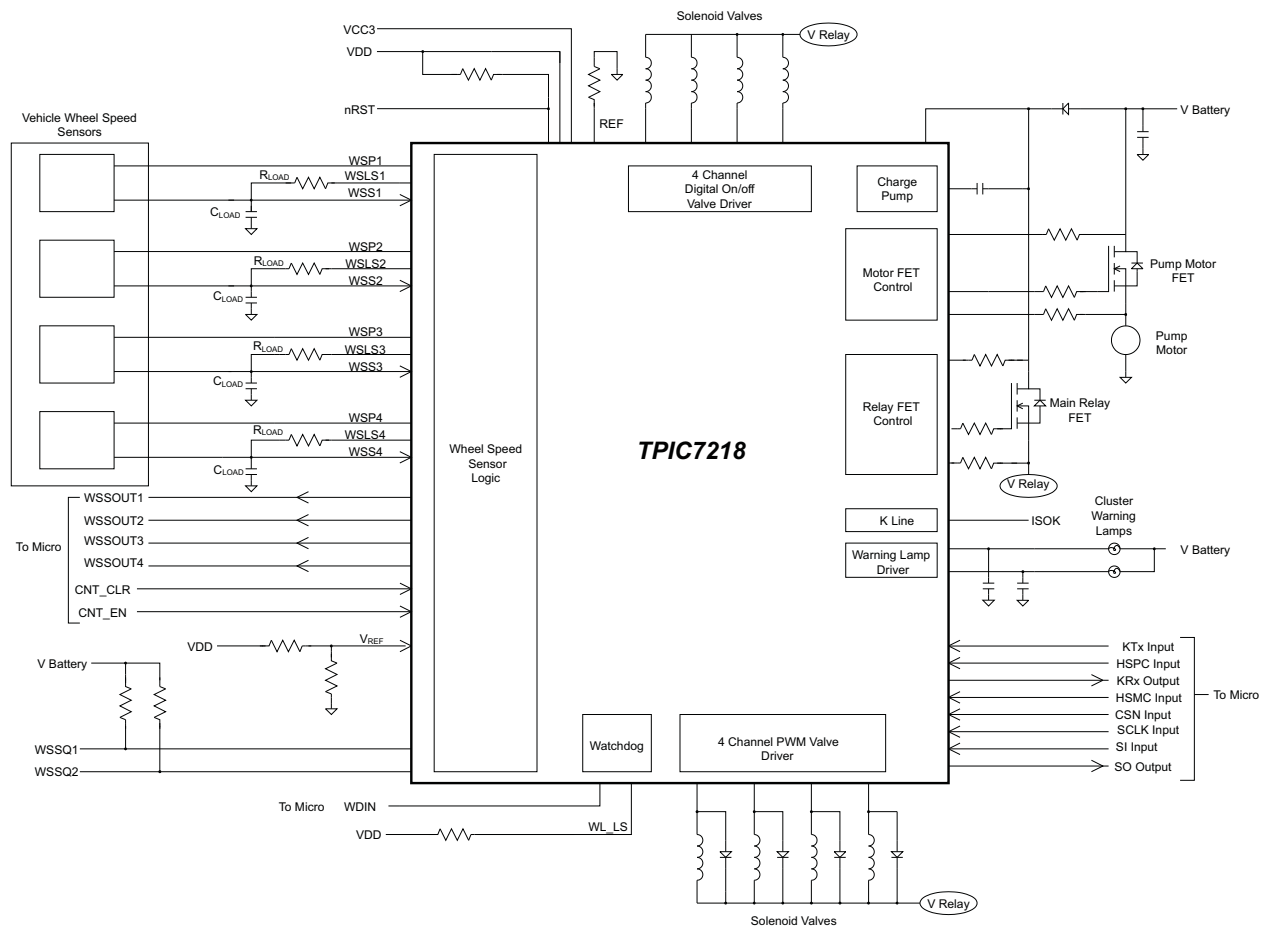 Solenoid Valves
V Relay
VCC3
VDD
nRST
REF
V Battery
Vehicle Wheel Speed
Sensors
WSP1
RLOAD
WSLS1
WSS1
CLOAD
WSP2
RLOAD
WSLS2
WSS2
CLOAD
WSP3
RLOAD
WSLS3
WSS3
CLOAD
WSP4
RLOAD
WSLS4
WSS4
CLOAD
To Micro
WSSOUT1
WSSOUT2
WSSOUT3
WSSOUT4
CNT_CLR
CNT_EN
VDD
VREF
V Battery
WSSQ1
WSSQ2
Wheel Speed
Sensor
Logic
4 Channel
Digital On/off
Valve Driver
Charge
Pump
Motor FET
Control
Pump Motor
FET
Pump
Motor
Relay FET
Control
Main Relay
FET
V Relay
TPIC7218
K Line
ISOK
Warning Lamp
Driver
Cluster
Warning
Lamps
V Battery
KTx Input
HSPC Input
KRx Output
HSMC Input
CSN Input
SCLK Input
SI Input
SO Output
To Micro
Watchdog
4 Channel PWM Valve
Driver
To Micro
WDIN
VDD
WL_LS
V Relay
Solenoid Valves